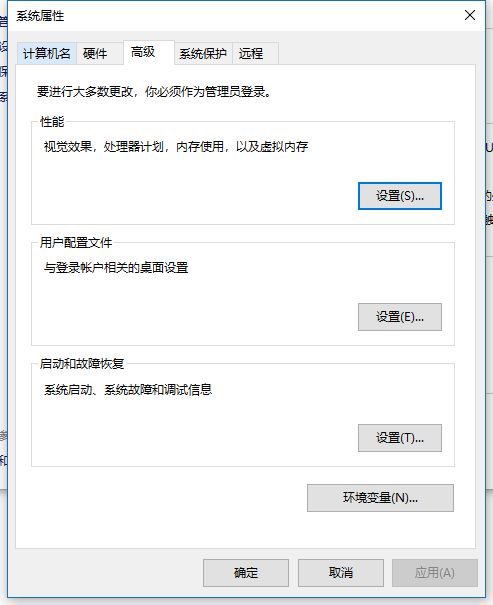 系统属性
计算机名 硬件 高级 系统保护 远程
要进行大多数更改，你必须作为管理员登录。
性能
视觉效果，处理器计划，内存使用，以及虚拟内存
设置(S)...
用户配置文件
与登录帐户相关的桌面设置
设置(E)...
启动和故障恢复
系统启动、系统故障和调试信息
设置(T)...
环境变量(N)...
确定 取消 应用(A)